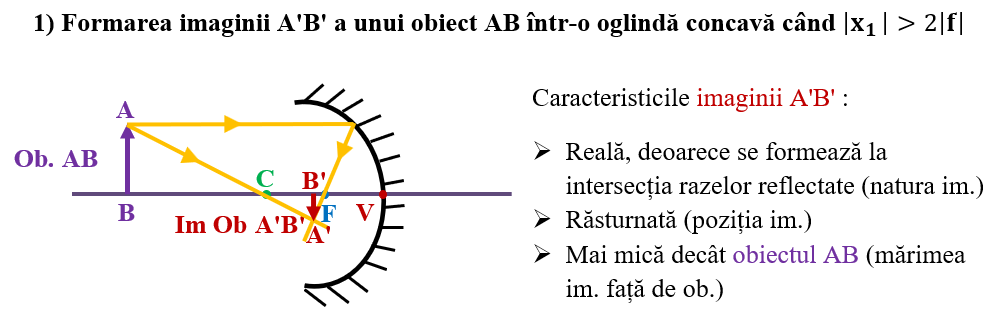 1) Formarea imaginii A'B' a unui obiect AB într-o oglindă concavă când |x₁| > 2|f|
Caracteristicile imaginii A'B' :
A
Ob. AB
B
C
B'
F
V
Im Ob A'B'
A'
➤ Reală, deoarece se formează la
intersecția razelor reflectate (natura im.)
➤ Răsturnată (poziția im.)
➤ Mai mică decât obiectul AB (mărimea
im. față de ob.)